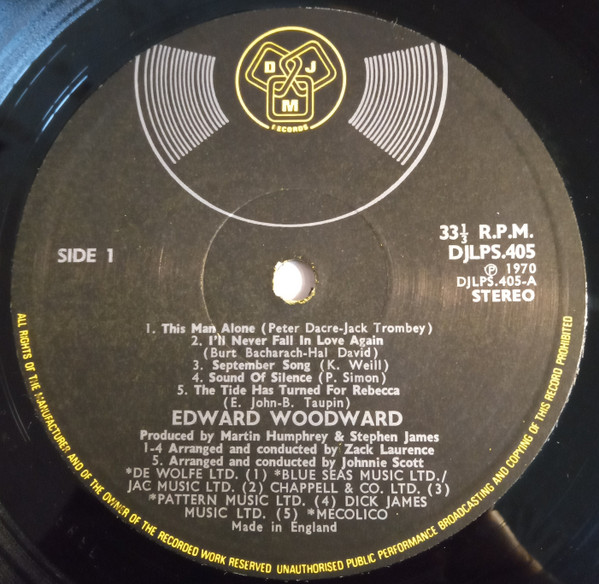 D J
M
RECORDS
SIDE 1
33⅓ R.P.M.
DJLPS.405
℗ 1970
DJLPS.405-A
STEREO
1. This Man Alone (Peter Dacre-Jack Trombey)
2. I'll Never Fall In Love Again
(Burt Bacharach-Hal David)
3. September Song (K. Weill)
4. Sound Of Silence (P. Simon)
5. The Tide Has Turned For Rebecca
(E. John-B. Taupin)
EDWARD WOODWARD
Produced by Martin Humphrey & Stephen James
1-4 Arranged and conducted by Zack Laurence
5. Arranged and conducted by Johnnie Scott
*DE WOLFE LTD. (1) *BLUE SEAS MUSIC LTD./
JAC MUSIC LTD. (2) CHAPPELL & CO. LTD. (3)
*PATTERN MUSIC LTD. (4) DICK JAMES
MUSIC LTD. (5) *MECOLICO
Made in England
ALL RIGHTS OF THE MANUFACTURER AND OF THE OWNER OF THE RECORDED WORK RESERVED UNAUTHORISED PUBLIC PERFORMANCE BROADCASTING AND COPYING OF THIS RECORD PROHIBITED